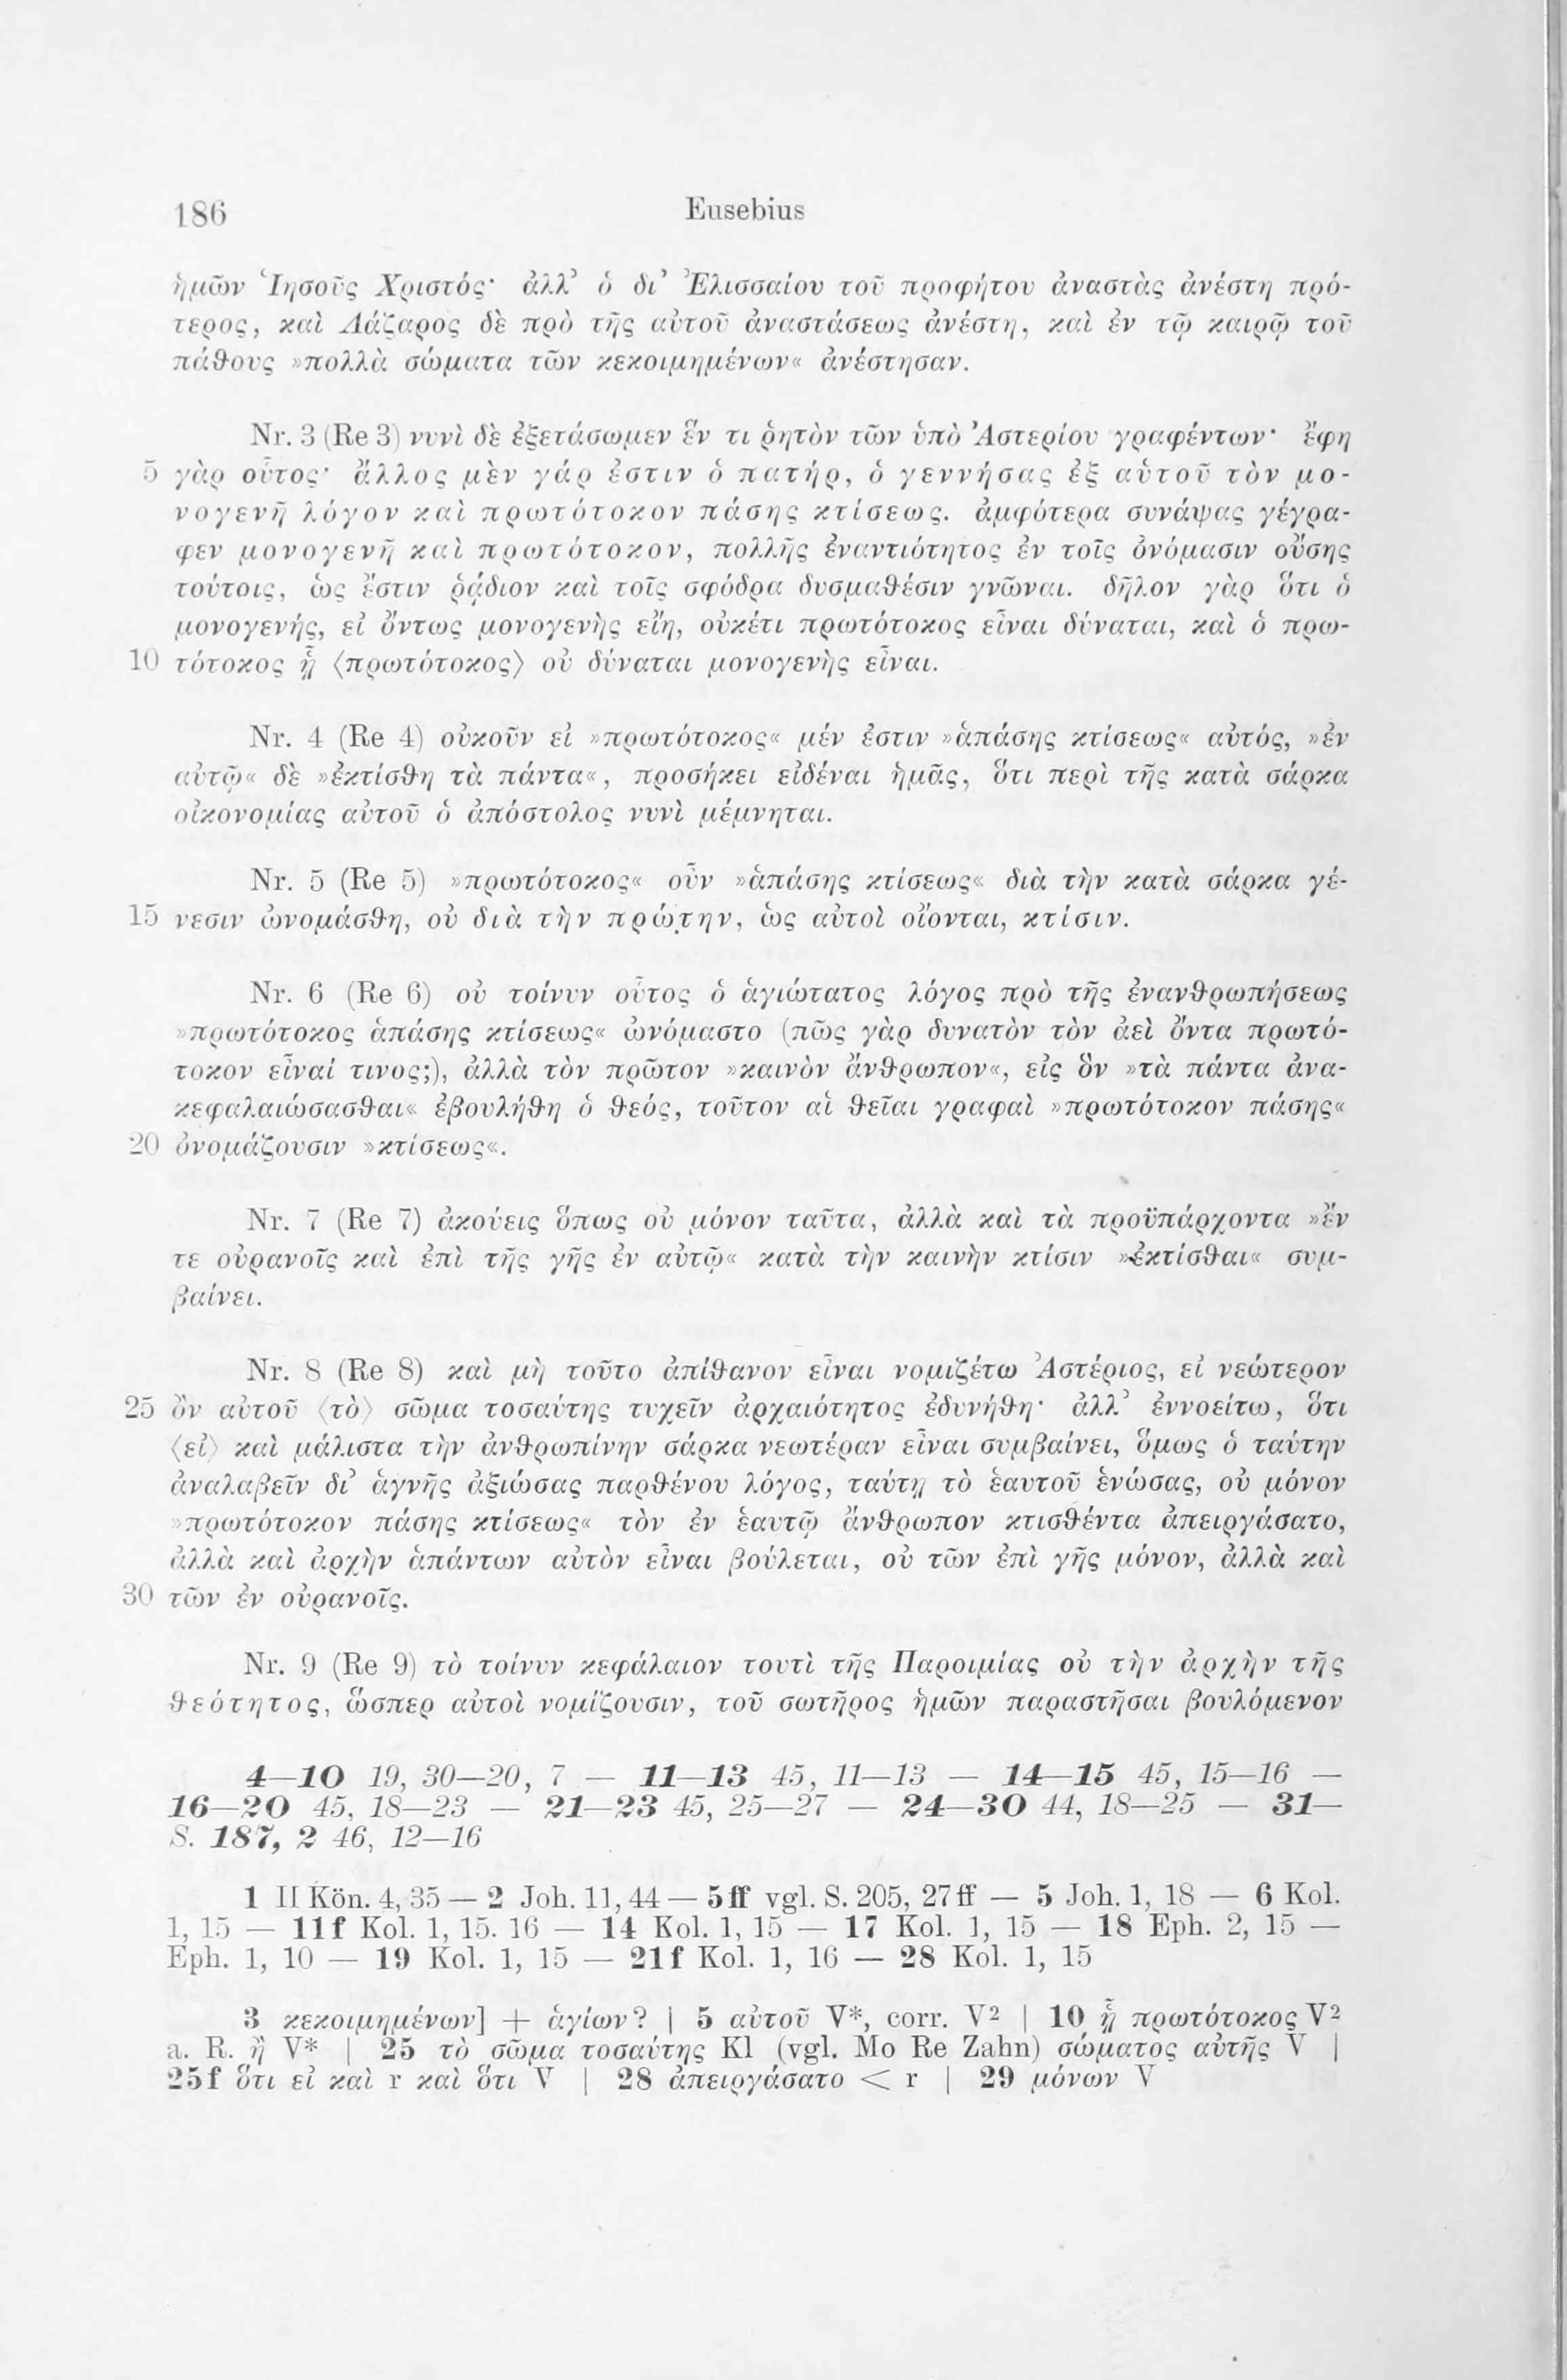 186 Eusebius
ἡμῶν Ἰησοῦς Χριστός· ἀλλ’ ὁ δι’ Ἐλισσαίου τοῦ προφήτου ἀναστὰς ἀνέστη πρό-
τερος, καὶ Λάζαρος δὲ πρὸ τῆς αὐτοῦ ἀναστάσεως ἀνέστη, καὶ ἐν τῷ καιρῷ τοῦ
πάθους »πολλὰ σώματα τῶν κεκοιμημένων« ἀνέστησαν.
Nr. 3 (Re 3) νυνὶ δὲ ἐξετάσωμεν ἕν τι ῥητὸν τῶν ὑπὸ Ἀστερίου γραφέντων· ἔφη
5 γὰρ οὗτος· ἄλλος μὲν γάρ ἐστιν ὁ πατήρ, ὁ γεννήσας ἐξ αὑτοῦ τὸν μο-
νογενῆ λόγον καὶ πρωτότοκον πάσης κτίσεως. ἀμφότερα συνάψας γέγρα-
φεν μονογενῆ καὶ πρωτότοκον, πολλῆς ἐναντιότητος ἐν τοῖς ὀνόμασιν οὔσης
τούτοις, ὡς ἔστιν ῥᾴδιον καὶ τοῖς σφόδρα δυσμαθέσιν γνῶναι. δῆλον γὰρ ὅτι ὁ
μονογενής, εἰ ὄντως μονογενὴς εἴη, οὐκέτι πρωτότοκος εἶναι δύναται, καὶ ὁ πρω-
10 τότοκος ᾗ ⟨πρωτότοκος⟩ οὐ δύναται μονογενὴς εἶναι.
Nr. 4 (Re 4) οὐκοῦν εἰ »πρωτότοκος« μέν ἐστιν »ἁπάσης κτίσεως« αὐτός, »ἐν
αὐτῷ« δὲ »ἐκτίσθη τὰ πάντα«, προσήκει εἰδέναι ἡμᾶς, ὅτι περὶ τῆς κατὰ σάρκα
οἰκονομίας αὐτοῦ ὁ ἀπόστολος νυνὶ μέμνηται.
Nr. 5 (Re 5) »πρωτότοκος« οὖν »ἁπάσης κτίσεως« διὰ τὴν κατὰ σάρκα γέ-
15 νεσιν ὠνομάσθη, οὐ διὰ τὴν πρώτην, ὡς αὐτοὶ οἴονται, κτίσιν.
Nr. 6 (Re 6) οὐ τοίνυν οὗτος ὁ ἁγιώτατος λόγος πρὸ τῆς ἐνανθρωπήσεως
»πρωτότοκος ἁπάσης κτίσεως« ὠνόμαστο (πῶς γὰρ δυνατὸν τὸν ἀεὶ ὄντα πρωτό-
τοκον εἶναί τινος;), ἀλλὰ τὸν πρῶτον »καινὸν ἄνθρωπον«, εἰς ὃν »τὰ πάντα ἀνα-
κεφαλαιώσασθαι« ἐβουλήθη ὁ θεός, τοῦτον αἱ θεῖαι γραφαὶ »πρωτότοκον πάσης«
20 ὀνομάζουσιν »κτίσεως«.
Nr. 7 (Re 7) ἀκούεις ὅπως οὐ μόνον ταῦτα, ἀλλὰ καὶ τὰ προϋπάρχοντα »ἔν
τε οὐρανοῖς καὶ ἐπὶ τῆς γῆς ἐν αὐτῷ« κατὰ τὴν καινὴν κτίσιν »ἐκτίσθαι« συμ-
βαίνει.
Nr. 8 (Re 8) καὶ μὴ τοῦτο ἀπίθανον εἶναι νομιζέτω Ἀστέριος, εἰ νεώτερον
25 ὂν αὐτοῦ ⟨τὸ⟩ σῶμα τοσαύτης τυχεῖν ἀρχαιότητος ἐδυνήθη· ἀλλ’ ἐννοείτω, ὅτι
⟨εἰ⟩ καὶ μάλιστα τὴν ἀνθρωπίνην σάρκα νεωτέραν εἶναι συμβαίνει, ὅμως ὁ ταύτην
ἀναλαβεῖν δι’ ἁγνῆς ἀξιώσας παρθένου λόγος, ταύτῃ τὸ ἑαυτοῦ ἑνώσας, οὐ μόνον
»πρωτότοκον πάσης κτίσεως« τὸν ἐν ἑαυτῷ ἄνθρωπον κτισθέντα ἀπειργάσατο,
ἀλλὰ καὶ ἀρχὴν ἁπάντων αὐτὸν εἶναι βούλεται, οὐ τῶν ἐπὶ γῆς μόνον, ἀλλὰ καὶ
30 τῶν ἐν οὐρανοῖς.
Nr. 9 (Re 9) τὸ τοίνυν κεφάλαιον τουτὶ τῆς Παροιμίας οὐ τὴν ἀρχὴν τῆς
θεότητος, ὥσπερ αὐτοὶ νομίζουσιν, τοῦ σωτῆρος ἡμῶν παραστῆσαι βουλόμενον
4—10 19, 30—20, 7 — 11—13 45, 11—13 — 14—15 45, 15—16 —
16—20 45, 18—23 — 21—23 45, 25—27 — 24—30 44, 18—25 — 31—
S. 187, 2 46, 12—16
1 II Kön. 4, 35 — 2 Joh. 11, 44 — 5 ff vgl. S. 205, 27 ff — 5 Joh. 1, 18 — 6 Kol.
1, 15 — 11 f Kol. 1, 15. 16 — 14 Kol. 1, 15 — 17 Kol. 1, 15 — 18 Eph. 2, 15 —
Eph. 1, 10 — 19 Kol. 1, 15 — 21 f Kol. 1, 16 — 28 Kol. 1, 15
3 κεκοιμημένων] + ἁγίων? | 5 αὐτοῦ V*, corr. V² | 10 ᾗ πρωτότοκος V²
a. R. ἢ V* | 25 τὸ σῶμα τοσαύτης Kl (vgl. Mo Re Zahn) σώματος αὐτῆς V |
25 f ὅτι εἰ καὶ r καὶ ὅτι V | 28 ἀπειργάσατο < r | 29 μόνων V